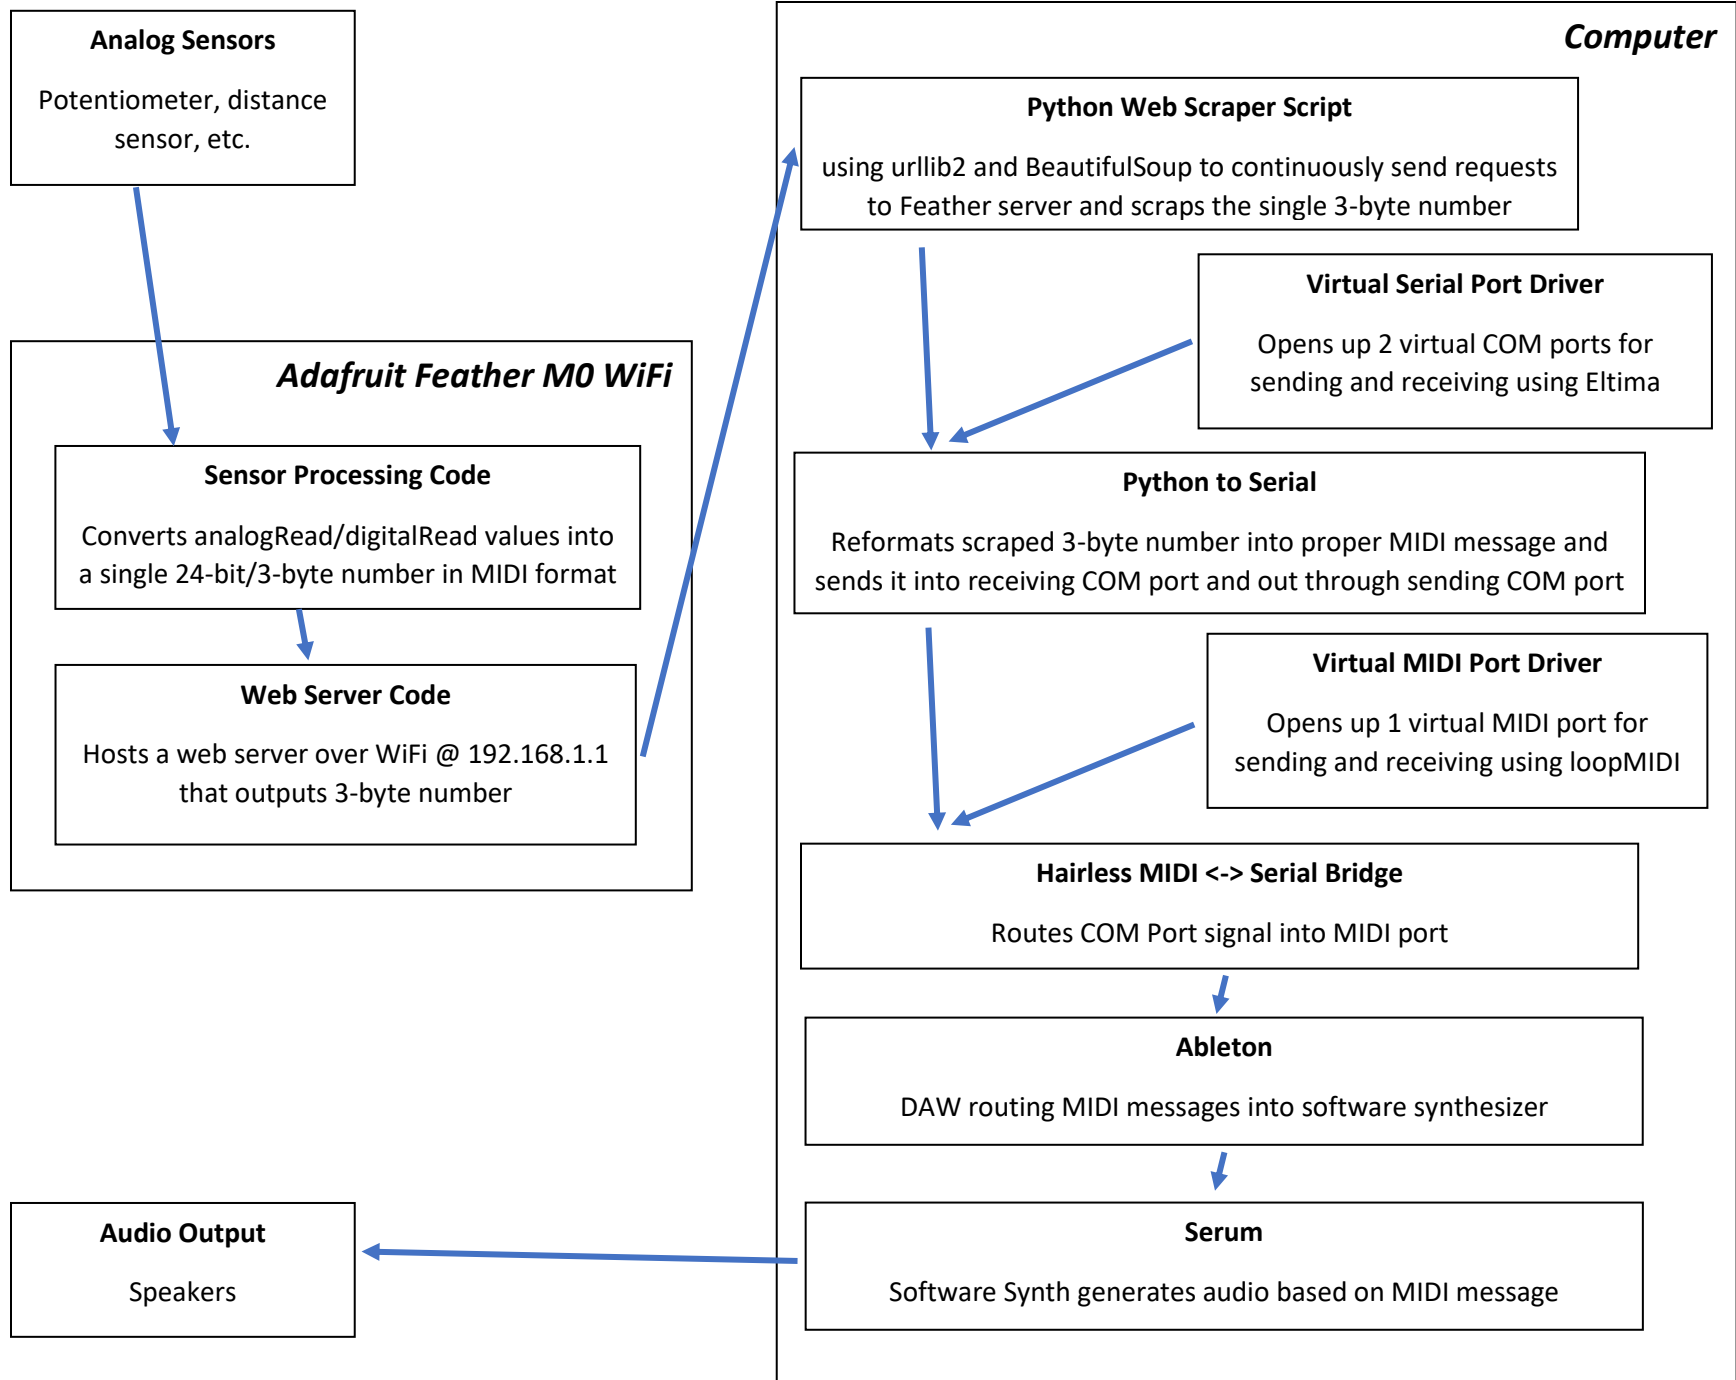 Analog Sensors
Potentiometer, distance
sensor, etc.
Adafruit Feather M0 WiFi
Sensor Processing Code
Converts analogRead/digitalRead values into
a single 24-bit/3-byte number in MIDI format
Web Server Code
Hosts a web server over WiFi @ 192.168.1.1
that outputs 3-byte number
Computer
Python Web Scraper Script
using urllib2 and BeautifulSoup to continuously send requests
to Feather server and scraps the single 3-byte number
Virtual Serial Port Driver
Opens up 2 virtual COM ports for
sending and receiving using Eltima
Python to Serial
Reformats scraped 3-byte number into proper MIDI message and
sends it into receiving COM port and out through sending COM port
Virtual MIDI Port Driver
Opens up 1 virtual MIDI port for
sending and receiving using loopMIDI
Hairless MIDI <-> Serial Bridge
Routes COM Port signal into MIDI port
Ableton
DAW routing MIDI messages into software synthesizer
Serum
Software Synth generates audio based on MIDI message
Audio Output
Speakers